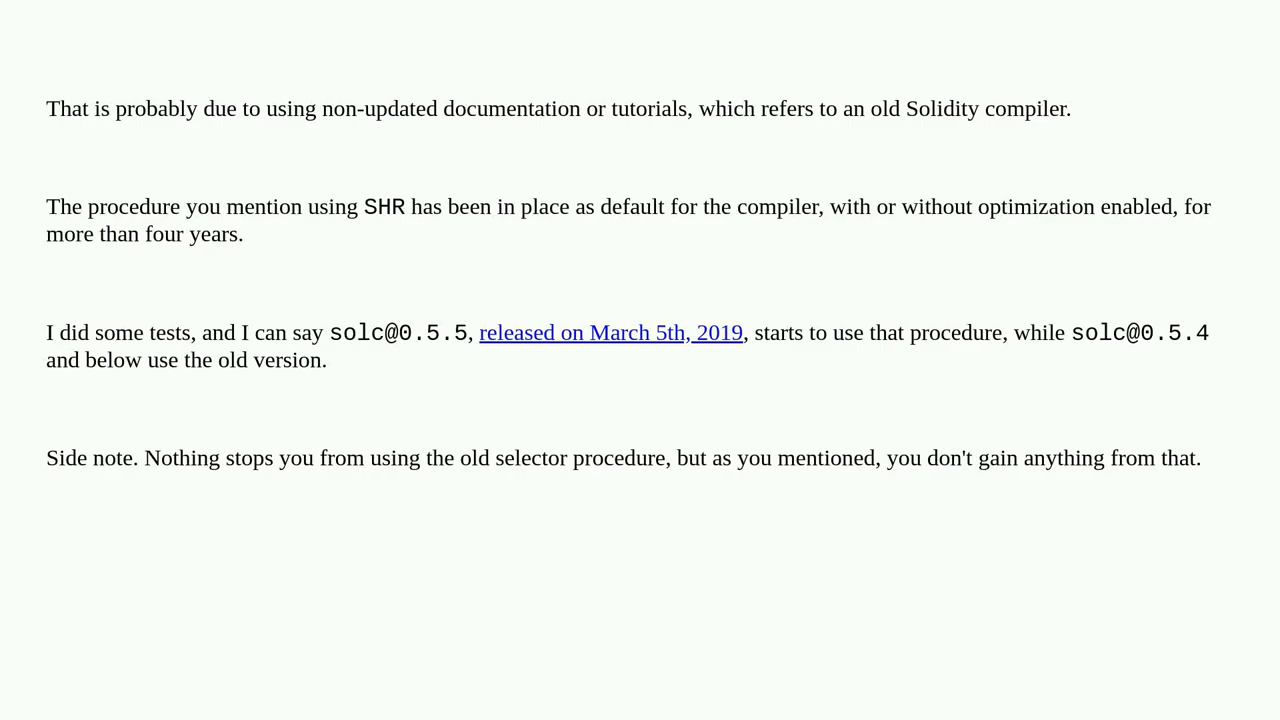 That is probably due to using non-updated documentation or tutorials, which refers to an old Solidity compiler.
The procedure you mention using SHR has been in place as default for the compiler, with or without optimization enabled, for
more than four years.
I did some tests, and I can say solc@0.5.5, released on March 5th, 2019, starts to use that procedure, while solc@0.5.4
and below use the old version.
Side note. Nothing stops you from using the old selector procedure, but as you mentioned, you don't gain anything from that.